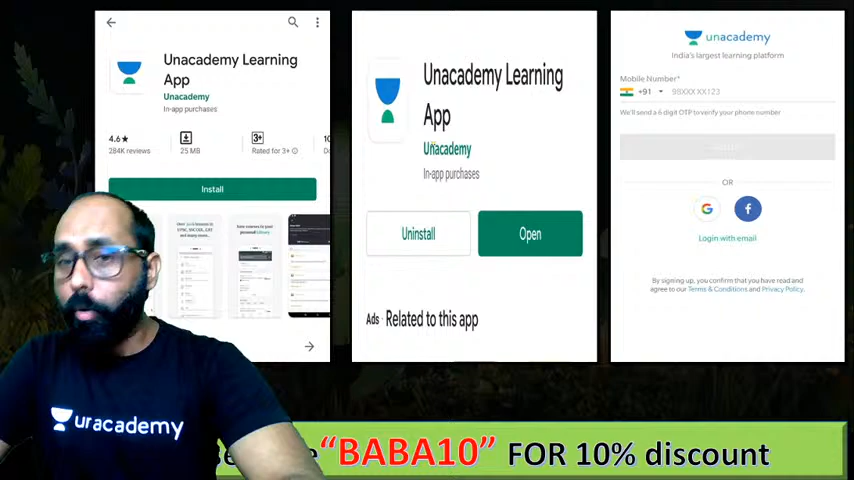 Unacademy Learning
App
Unacademy
In-app purchases
4.6★
284K reviews
25 MB
3+
Rated for 3+
10
Install
Unacademy Learning
App
Unacademy
In-app purchases
Uninstall
Open
Ads · Related to this app
unacademy
India's largest learning platform
Mobile Number*
+91
98XXX XX123
We'll send a 6 digit OTP to verify your phone number
OR
Login with email
By signing up, you confirm that you have read and
agree to our Terms & Conditions and Privacy Policy.
unacademy
“BABA10” FOR 10% discount